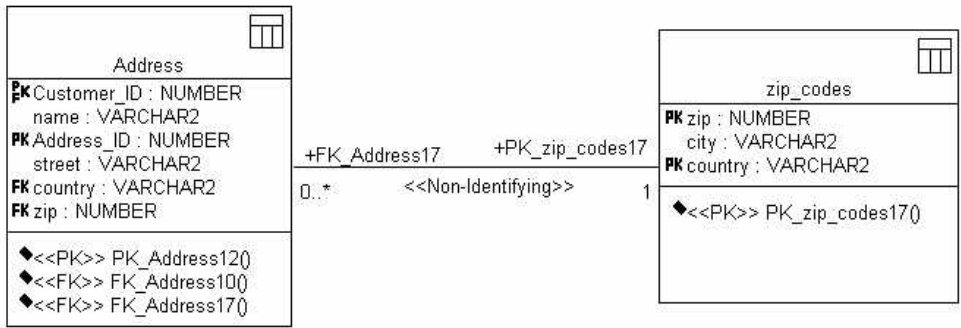 Address
PFK Customer_ID : NUMBER
name : VARCHAR2
PK Address_ID : NUMBER
street : VARCHAR2
FK country : VARCHAR2
FK zip : NUMBER
<<PK>> PK_Address12()
<<FK>> FK_Address10()
<<FK>> FK_Address17()
+FK_Address17
+PK_zip_codes17
0..*
<<Non-Identifying>>
1
zip_codes
PK zip : NUMBER
city : VARCHAR2
PK country : VARCHAR2
<<PK>> PK_zip_codes17()